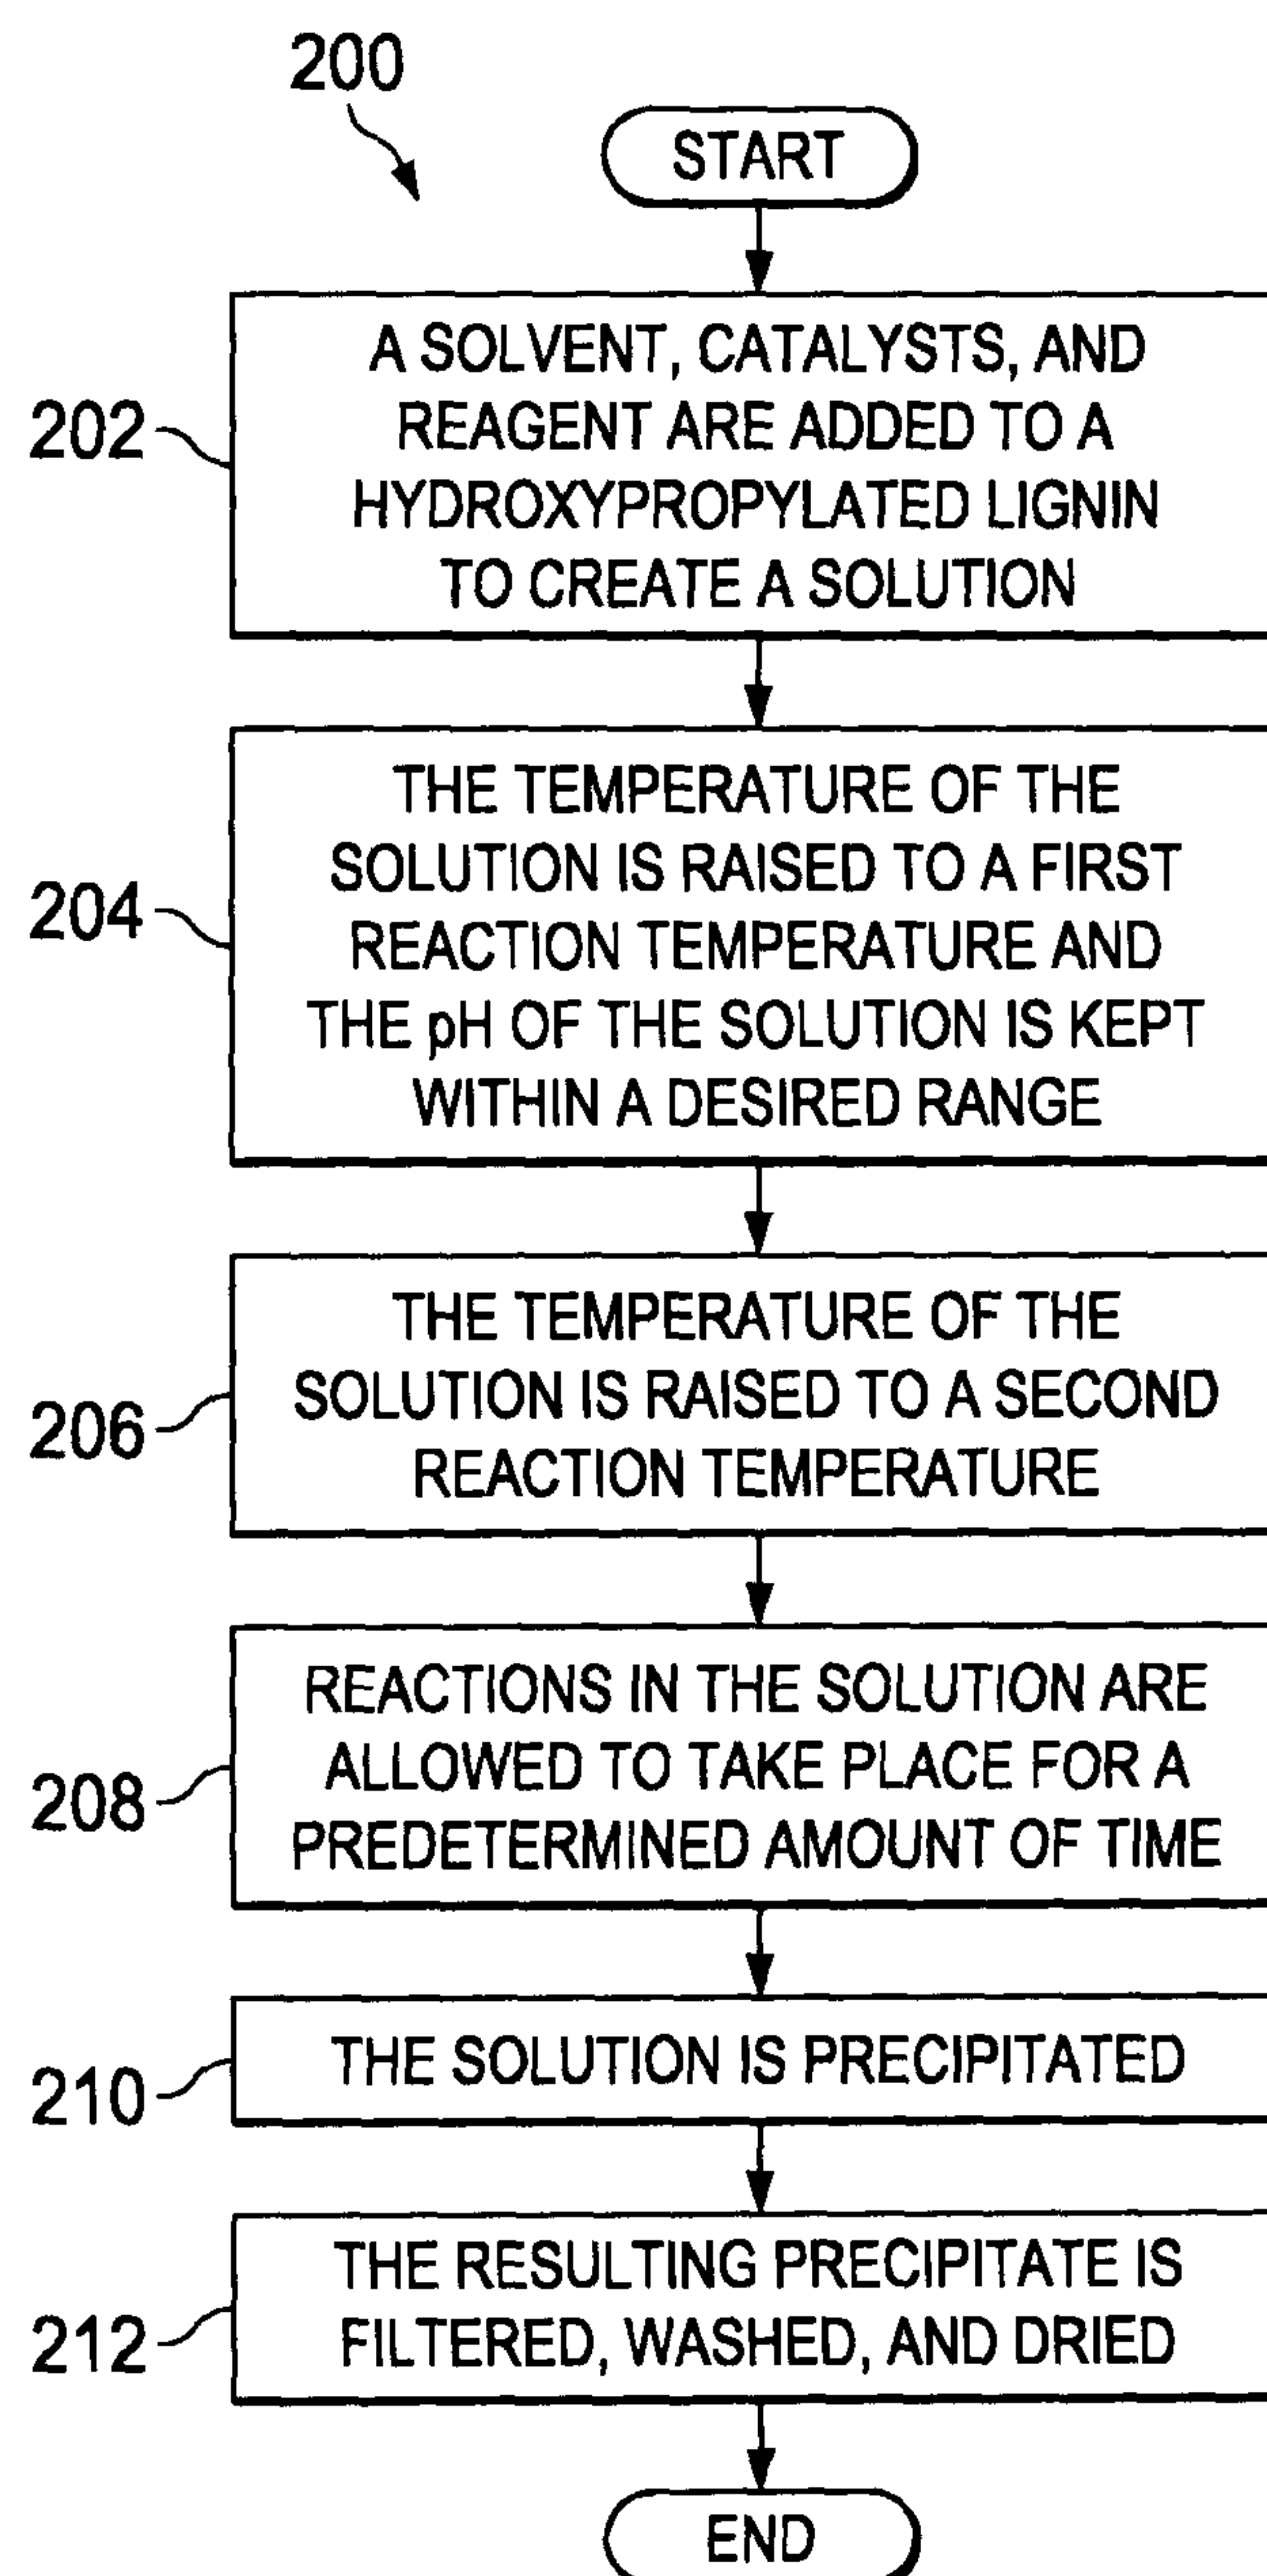 200
START
202
A SOLVENT, CATALYSTS, AND
REAGENT ARE ADDED TO A
HYDROXYPROPYLATED LIGNIN
TO CREATE A SOLUTION
204
THE TEMPERATURE OF THE
SOLUTION IS RAISED TO A FIRST
REACTION TEMPERATURE AND
THE pH OF THE SOLUTION IS KEPT
WITHIN A DESIRED RANGE
206
THE TEMPERATURE OF THE
SOLUTION IS RAISED TO A SECOND
REACTION TEMPERATURE
208
REACTIONS IN THE SOLUTION ARE
ALLOWED TO TAKE PLACE FOR A
PREDETERMINED AMOUNT OF TIME
210
THE SOLUTION IS PRECIPITATED
212
THE RESULTING PRECIPITATE IS
FILTERED, WASHED, AND DRIED
END